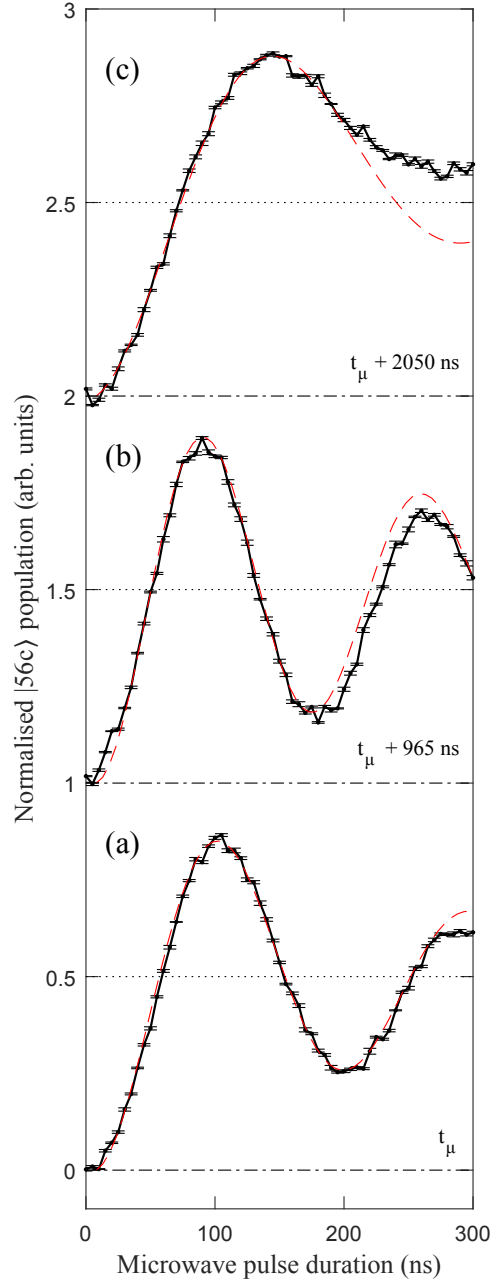 3
(c)
2.5
t_μ + 2050 ns
2
(b)
1.5
t_μ + 965 ns
1
(a)
0.5
t_μ
0
0 100 200 300
Microwave pulse duration (ns)
Normalised |56c⟩ population (arb. units)